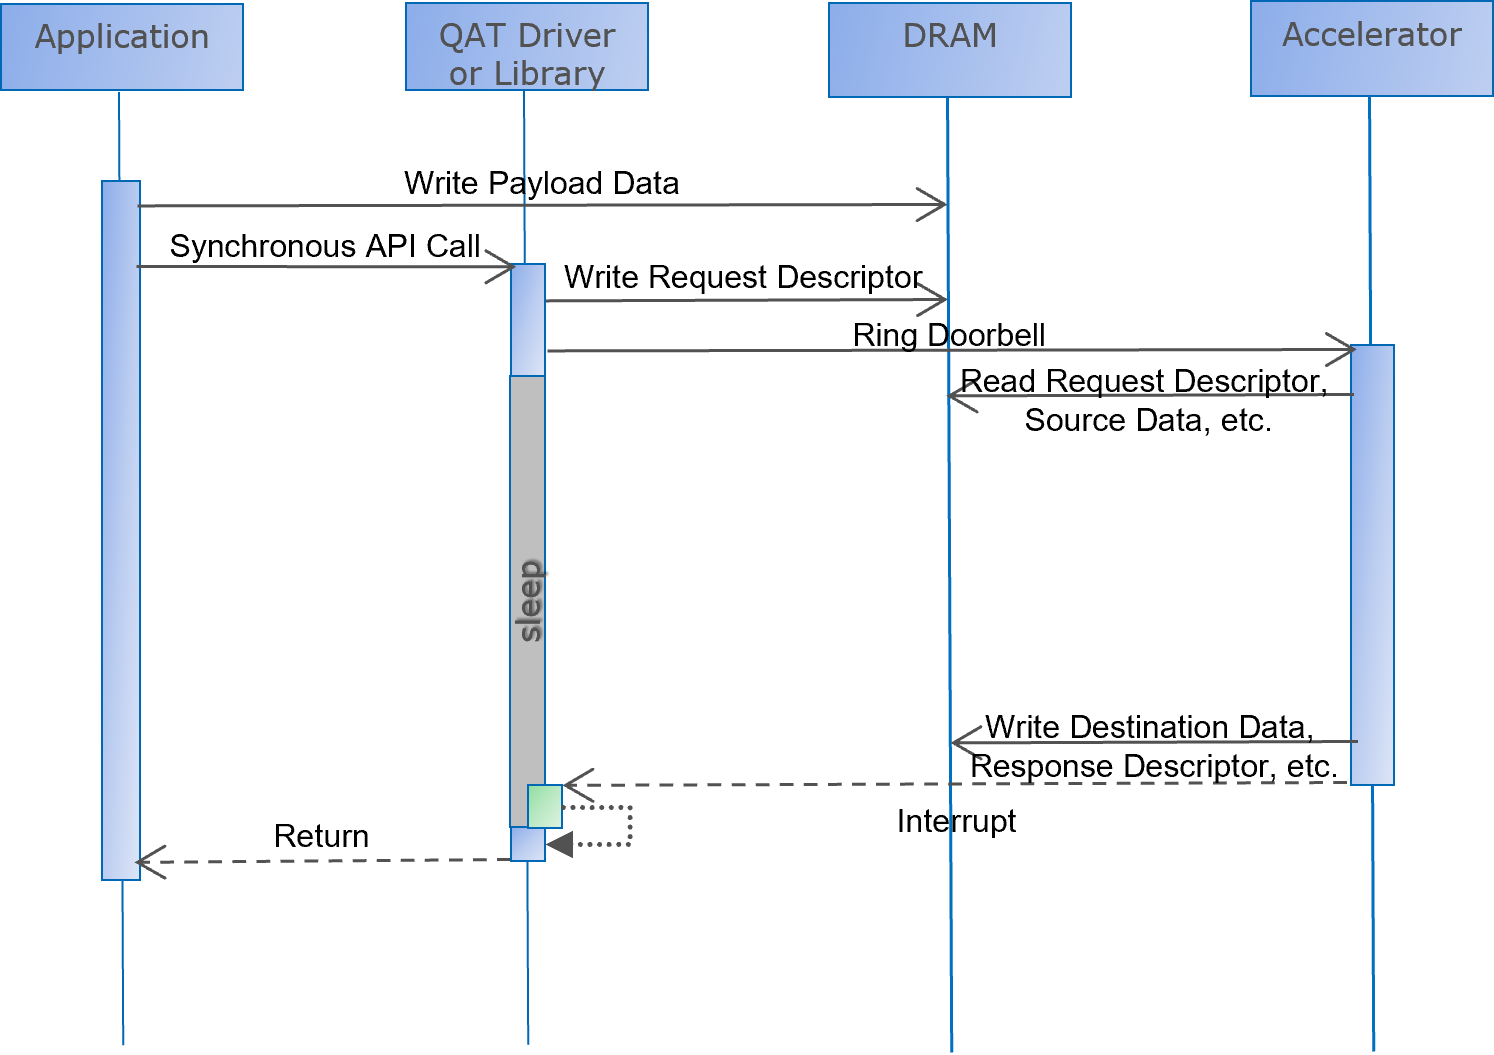 Application
QAT Driver
or Library
DRAM
Accelerator
Write Payload Data
Synchronous API Call
Write Request Descriptor
Ring Doorbell
Read Request Descriptor,
Source Data, etc.
sleep
Write Destination Data,
Response Descriptor, etc.
Interrupt
Return